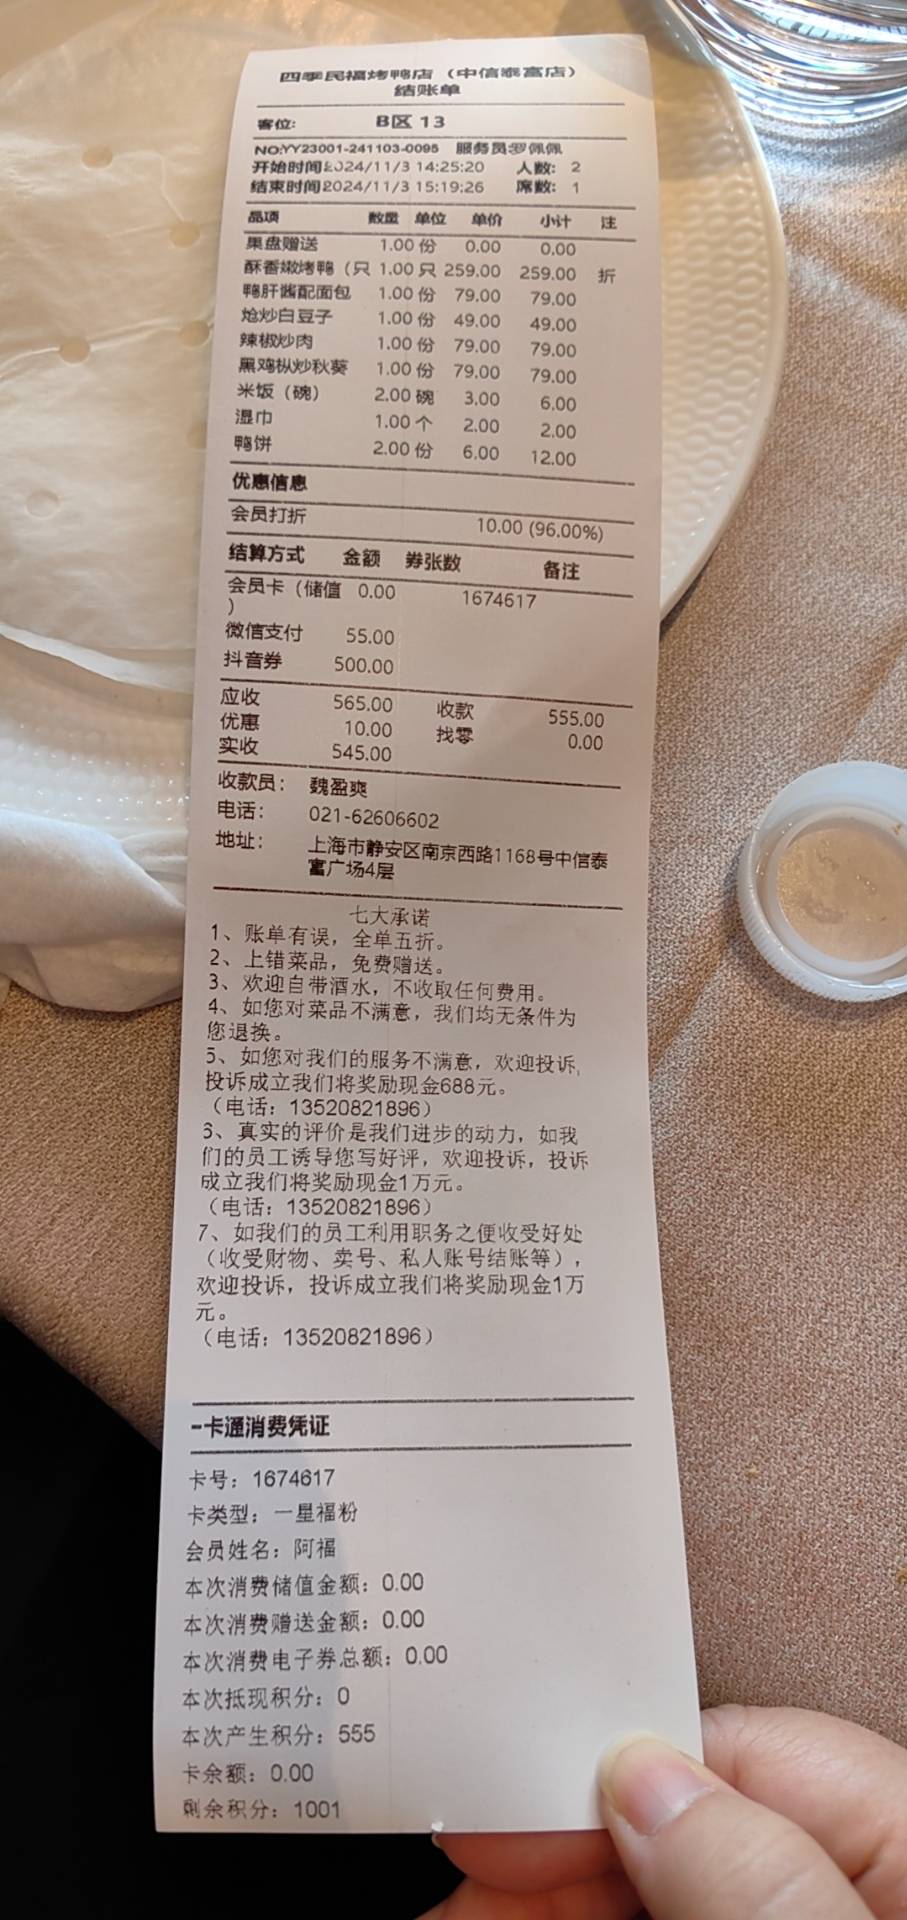 四季民福烤鸭店（中信泰富店）
结账单
客位: B区 13
NO:YY23001-241103-0095 服务员罗佩佩
开始时间2024/11/3 14:25:20 人数: 2
结束时间2024/11/3 15:19:26 席数: 1
品项 数量 单位 单价 小计 注
果盘赠送 1.00 份 0.00 0.00
酥香嫩烤鸭（只 1.00 只 259.00 259.00 折
鸭肝酱配面包 1.00 份 79.00 79.00
炝炒白豆子 1.00 份 49.00 49.00
辣椒炒肉 1.00 份 79.00 79.00
黑鸡枞炒秋葵 1.00 份 79.00 79.00
米饭（碗） 2.00 碗 3.00 6.00
湿巾 1.00 个 2.00 2.00
鸭饼 2.00 份 6.00 12.00
优惠信息
会员打折 10.00 (96.00%)
结算方式 金额 券张数 备注
会员卡（储值 0.00 1674617
）
微信支付 55.00
抖音券 500.00
应收 565.00 收款 555.00
优惠 10.00 找零 0.00
实收 545.00
收款员: 魏盈爽
电话: 021-62606602
地址: 上海市静安区南京西路1168号中信泰
富广场4层
七大承诺
1、账单有误，全单五折。
2、上错菜品，免费赠送。
3、欢迎自带酒水，不收取任何费用。
4、如您对菜品不满意，我们均无条件为
您退换。
5、如您对我们的服务不满意，欢迎投诉,
投诉成立我们将奖励现金688元。
（电话：13520821896）
6、真实的评价是我们进步的动力，如我
们的员工诱导您写好评，欢迎投诉，投诉
成立我们将奖励现金1万元。
（电话：13520821896）
7、如我们的员工利用职务之便收受好处
（收受财物、卖号、私人账号结账等），
欢迎投诉，投诉成立我们将奖励现金1万
元。
（电话：13520821896）
一卡通消费凭证
卡号：1674617
卡类型：一星福粉
会员姓名：阿福
本次消费储值金额：0.00
本次消费赠送金额：0.00
本次消费电子券总额：0.00
本次抵现积分：0
本次产生积分：555
卡余额：0.00
剩余积分：1001